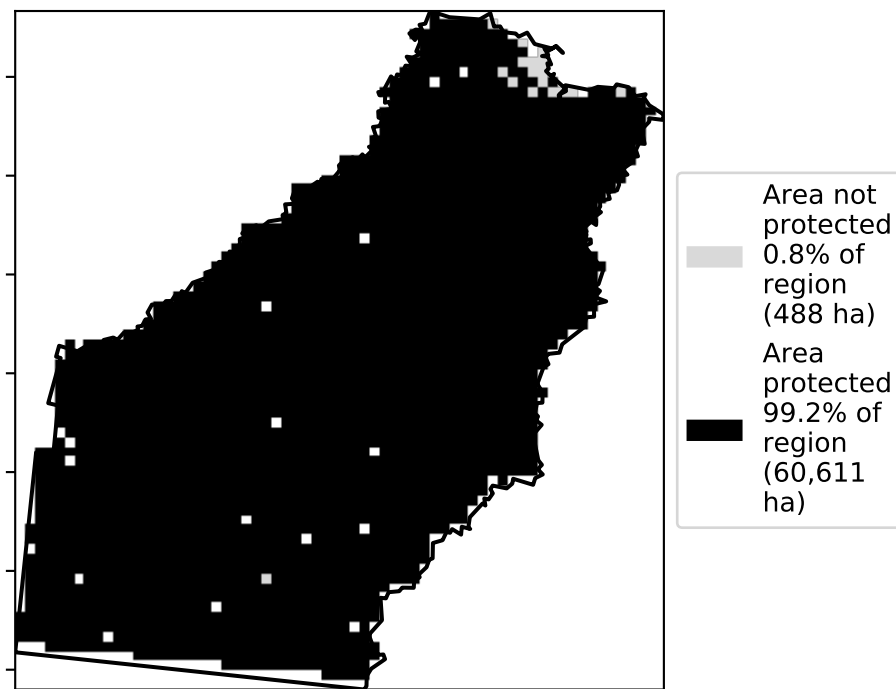 Area not
protected
0.8% of
region
(488 ha)
Area
protected
99.2% of
region
(60,611
ha)